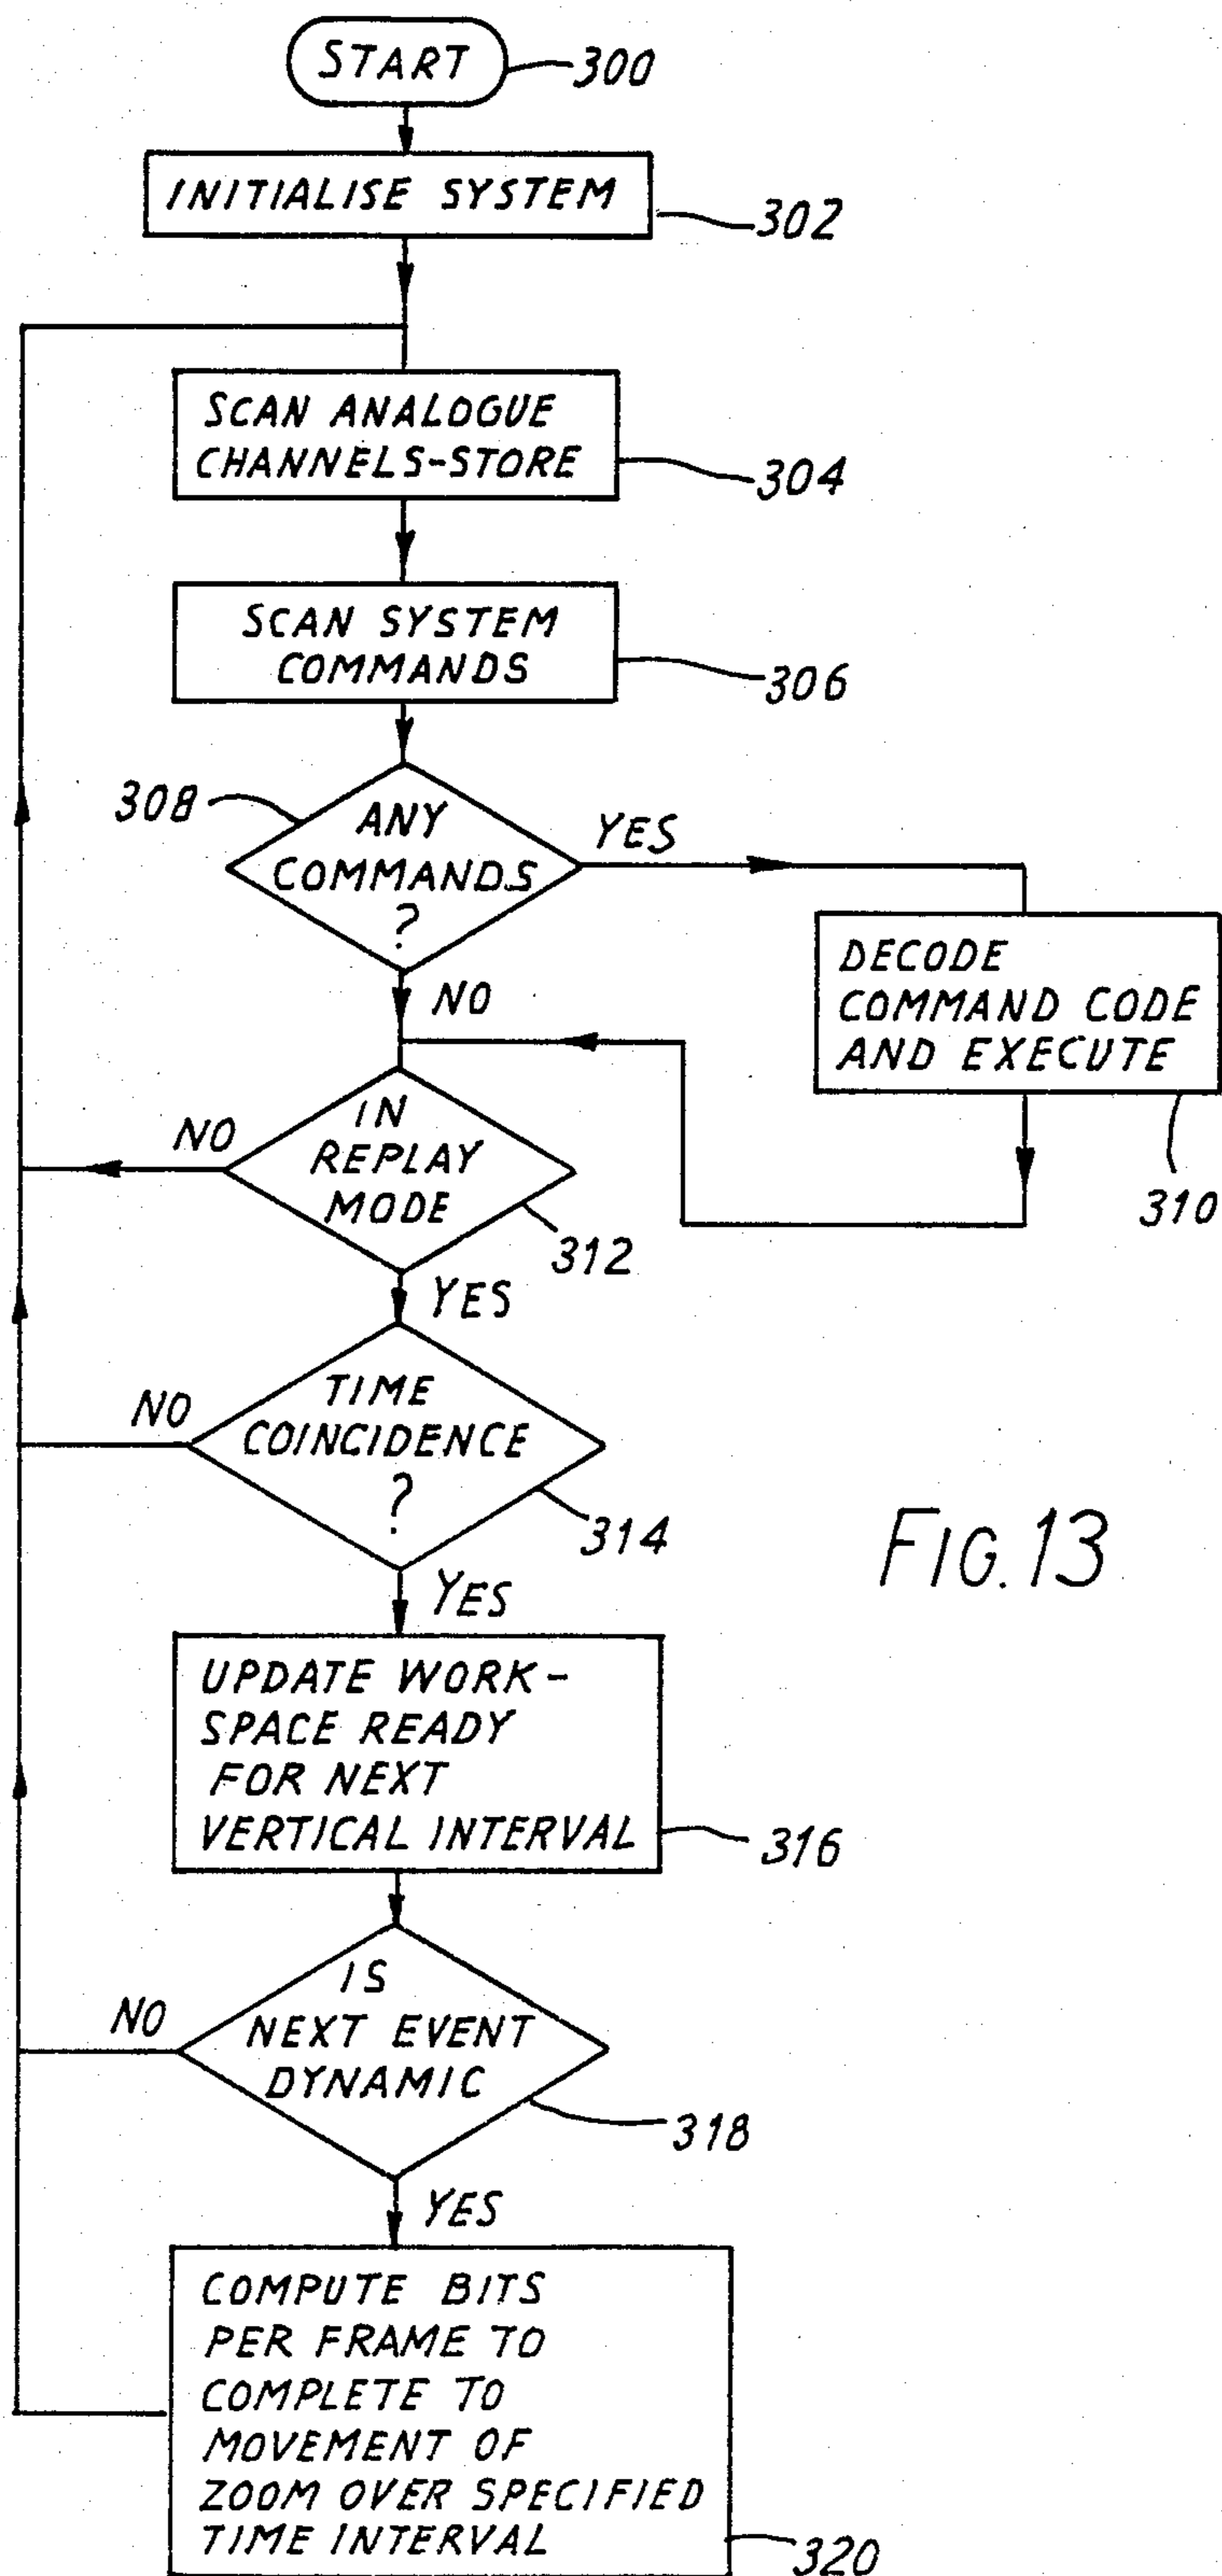 START
300
INITIALISE SYSTEM
302
SCAN ANALOGUE
CHANNELS-STORE
304
SCAN SYSTEM
COMMANDS
306
308
ANY
COMMANDS
?
YES
NO
DECODE
COMMAND CODE
AND EXECUTE
310
IN
REPLAY
MODE
NO
312
YES
TIME
COINCIDENCE
?
NO
314
YES
FIG. 13
UPDATE WORK-
SPACE READY
FOR NEXT
VERTICAL INTERVAL
316
IS
NEXT EVENT
DYNAMIC
NO
318
YES
COMPUTE BITS
PER FRAME TO
COMPLETE TO
MOVEMENT OF
ZOOM OVER SPECIFIED
TIME INTERVAL
320